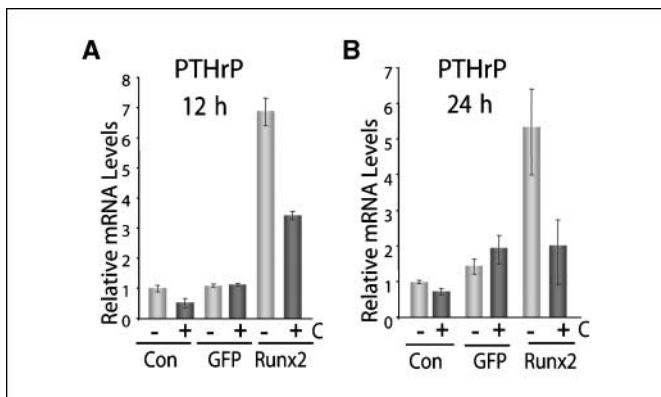 A
PTHrP
12 h
Relative mRNA Levels
8
7
6
5
4
3
2
1
0
- + - + - + C
Con GFP Runx2
B
PTHrP
24 h
Relative mRNA Levels
7
6
5
4
3
2
1
0
- + - + - + C
Con GFP Runx2